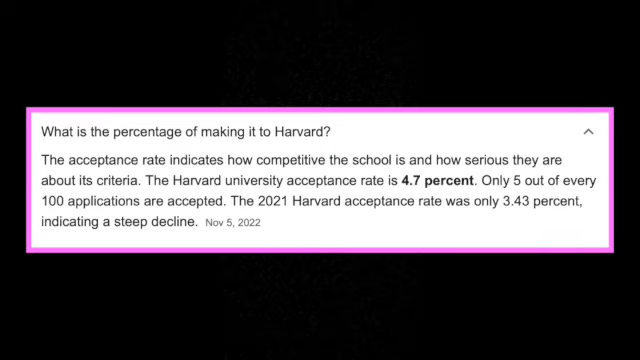 What is the percentage of making it to Harvard?
The acceptance rate indicates how competitive the school is and how serious they are
about its criteria. The Harvard university acceptance rate is 4.7 percent. Only 5 out of every
100 applications are accepted. The 2021 Harvard acceptance rate was only 3.43 percent,
indicating a steep decline. Nov 5, 2022